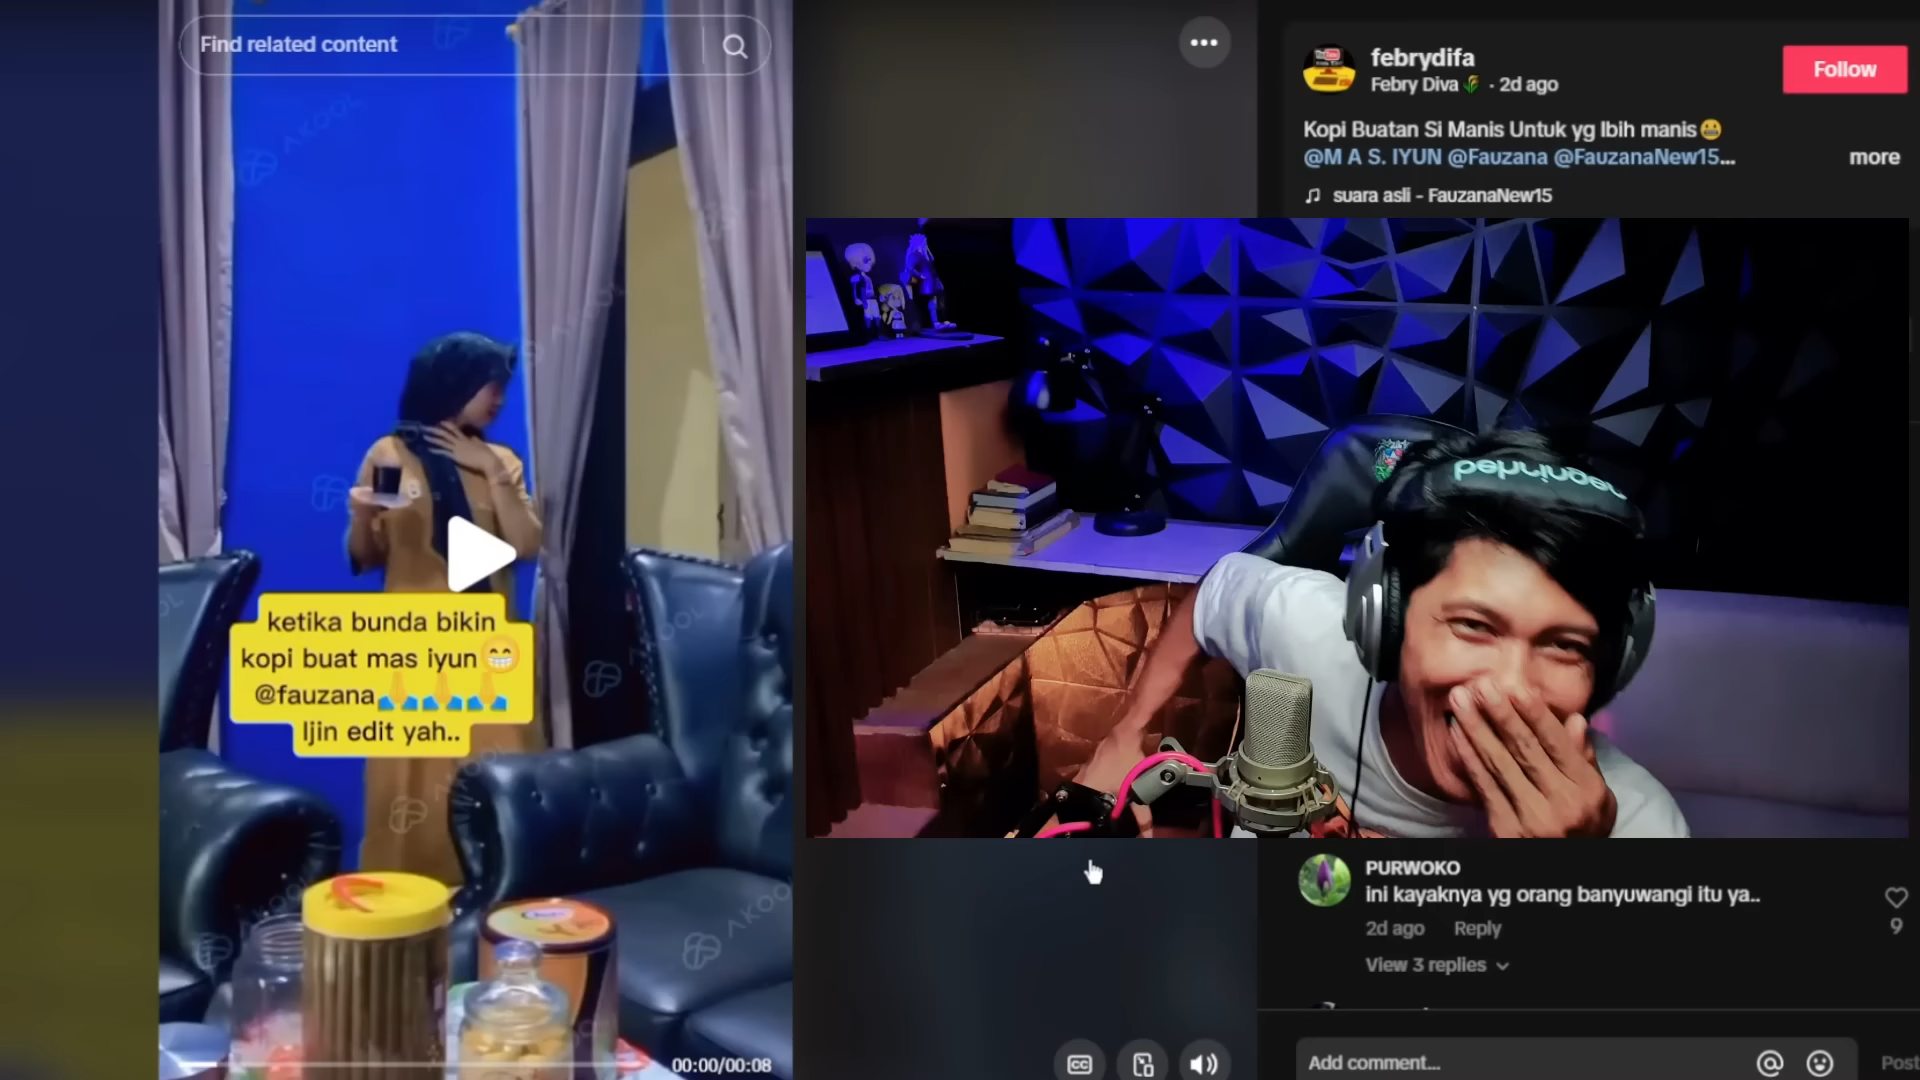 Find related content
AKOOL
ketika bunda bikin
kopi buat mas iyun😁
@fauzana🙏🙏🙏🙏
Ijin edit yah..
00:00/00:08
febrydifa
Febry Diva🌾 · 2d ago
Follow
Kopi Buatan Si Manis Untuk yg lbih manis😬
@M A S. IYUN @Fauzana @FauzanaNew15...
more
suara asli - FauzanaNew15
behringer
PURWOKO
ini kayaknya yg orang banyuwangi itu ya..
2d ago Reply
9
View 3 replies
CC
Add comment...
Post